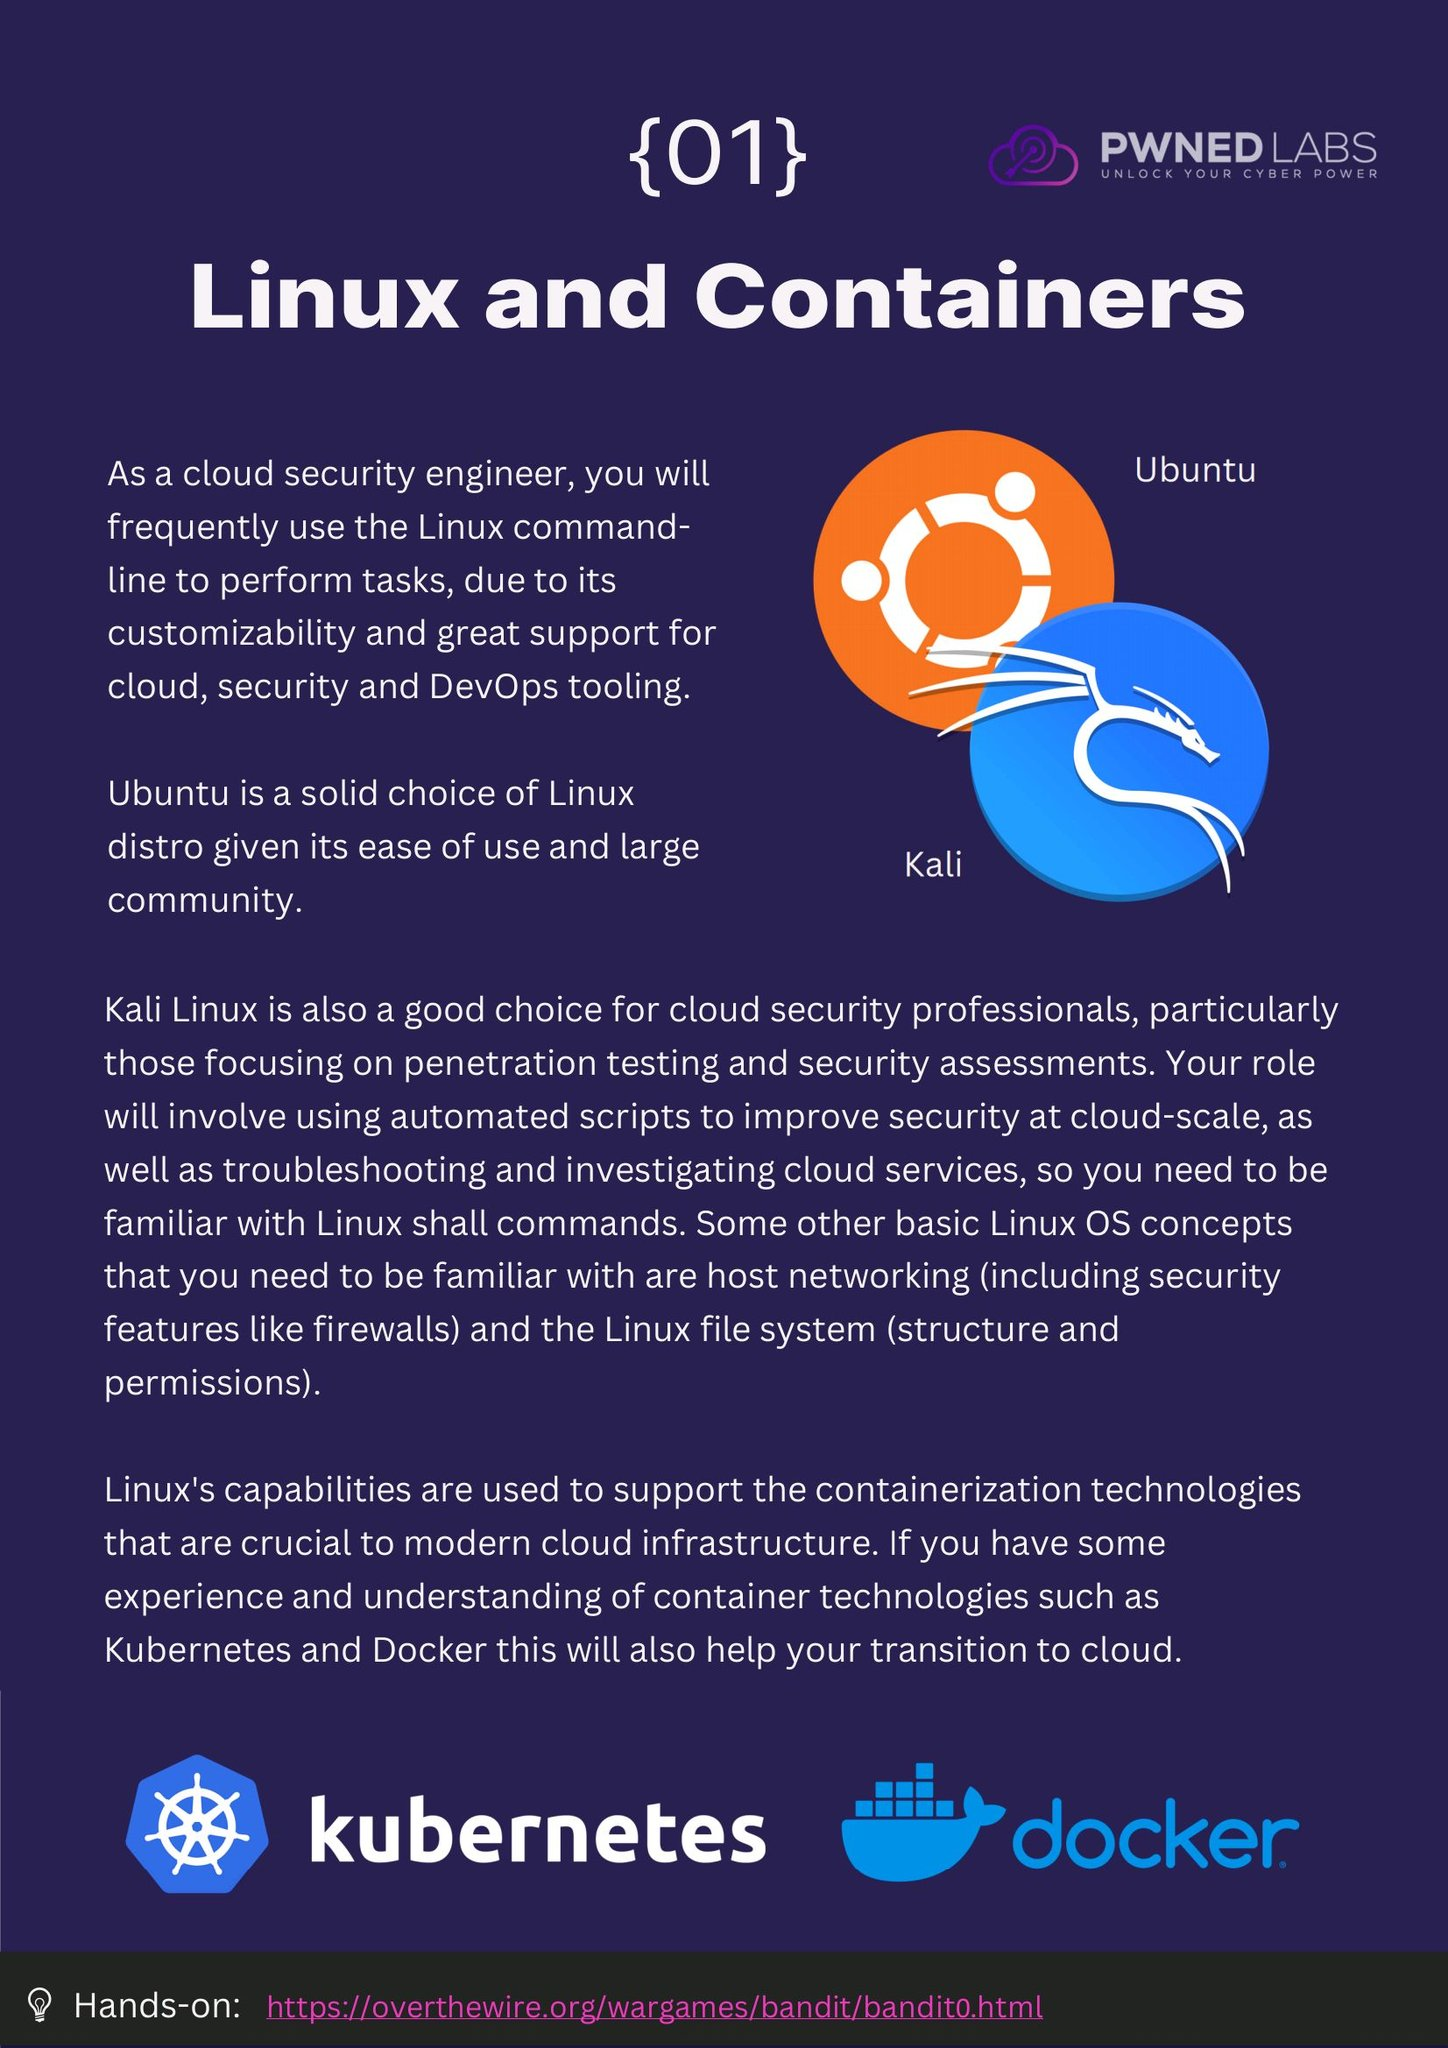 {01}
PWNED LABS
UNLOCK YOUR CYBER POWER
Linux and Containers
As a cloud security engineer, you will
frequently use the Linux command-
line to perform tasks, due to its
customizability and great support for
cloud, security and DevOps tooling.
Ubuntu is a solid choice of Linux
distro given its ease of use and large
community.
Ubuntu
Kali
Kali Linux is also a good choice for cloud security professionals, particularly
those focusing on penetration testing and security assessments. Your role
will involve using automated scripts to improve security at cloud-scale, as
well as troubleshooting and investigating cloud services, so you need to be
familiar with Linux shall commands. Some other basic Linux OS concepts
that you need to be familiar with are host networking (including security
features like firewalls) and the Linux file system (structure and
permissions).
Linux's capabilities are used to support the containerization technologies
that are crucial to modern cloud infrastructure. If you have some
experience and understanding of container technologies such as
Kubernetes and Docker this will also help your transition to cloud.
kubernetes
docker®
Hands-on: https://overthewire.org/wargames/bandit/bandit0.html